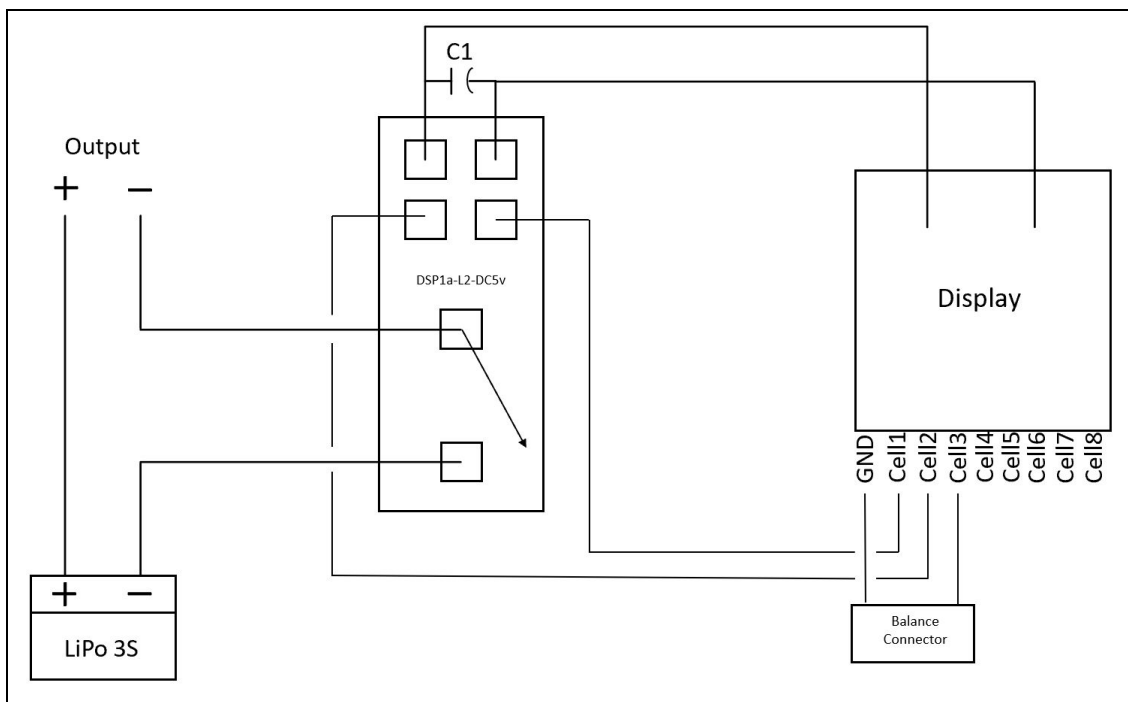 C1
Output
+ −
DSP1a-L2-DC5v
Display
GND
Cell1
Cell2
Cell3
Cell4
Cell5
Cell6
Cell7
Cell8
+ −
LiPo 3S
Balance
Connector